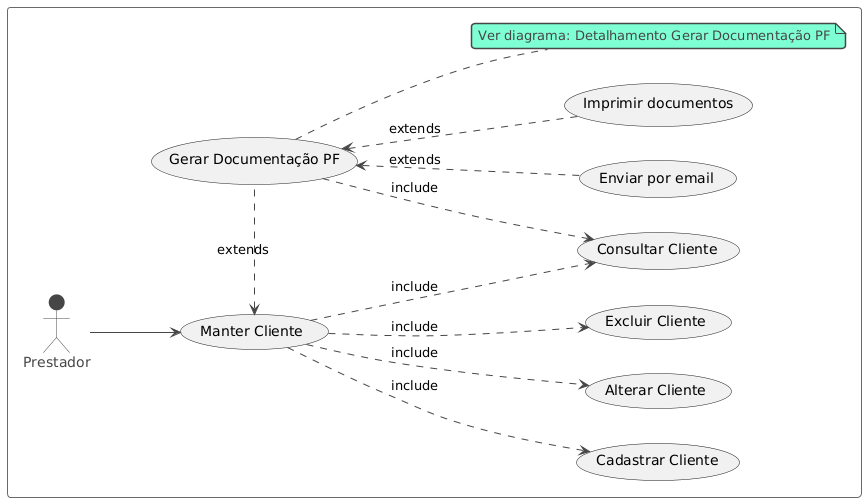 Ver diagrama: Detalhamento Gerar Documentação PF
Imprimir documentos
extends
Gerar Documentação PF
extends
Enviar por email
include
extends
Consultar Cliente
include
Excluir Cliente
include
Manter Cliente
include
Prestador
Alterar Cliente
include
Cadastrar Cliente